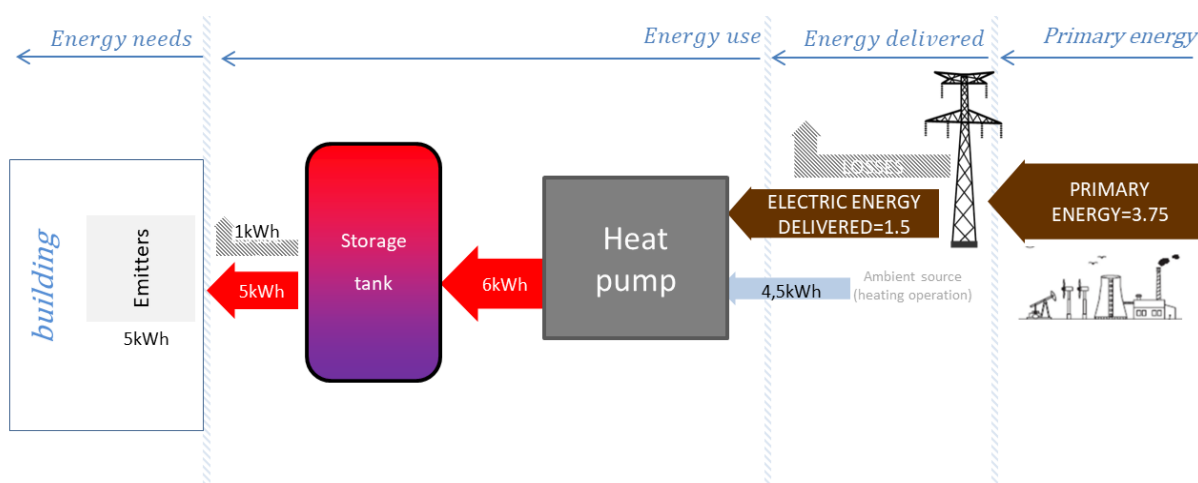 Energy needs
Energy use
Energy delivered
Primary energy
LOSSES
PRIMARY
ENERGY=3.75
ELECTRIC ENERGY
DELIVERED=1.5
building
Emitters
5kWh
1kWh
5kWh
Storage
tank
6kWh
Heat
pump
4,5kWh
Ambient source
(heating operation)